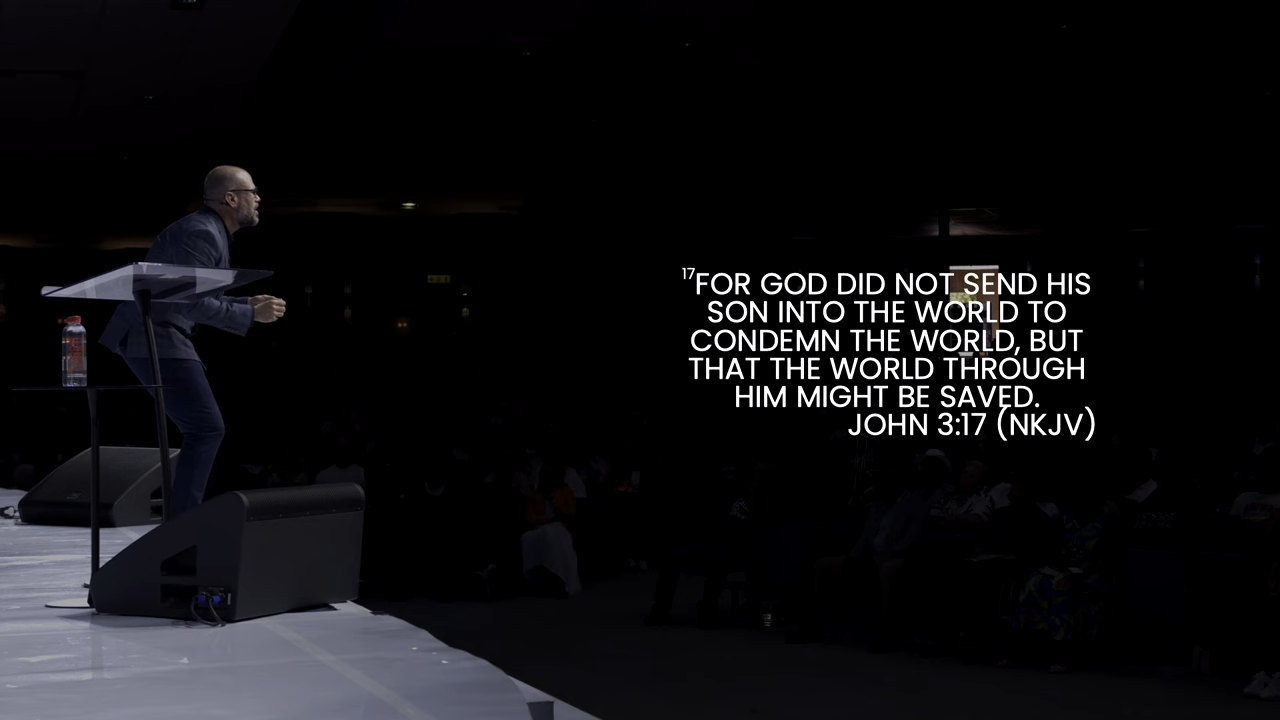 ¹⁷FOR GOD DID NOT SEND HIS
SON INTO THE WORLD TO
CONDEMN THE WORLD, BUT
THAT THE WORLD THROUGH
HIM MIGHT BE SAVED.
JOHN 3:17 (NKJV)